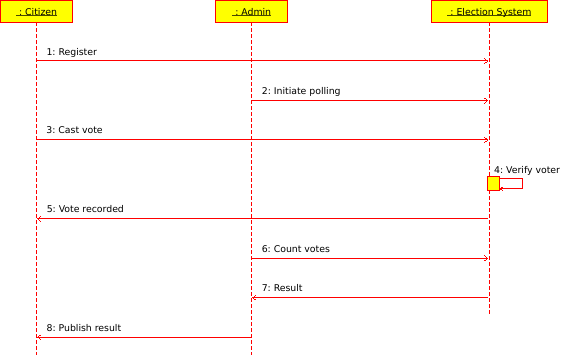 : Citizen
: Admin
: Election System
1: Register
2: Initiate polling
3: Cast vote
4: Verify voter
5: Vote recorded
6: Count votes
7: Result
8: Publish result